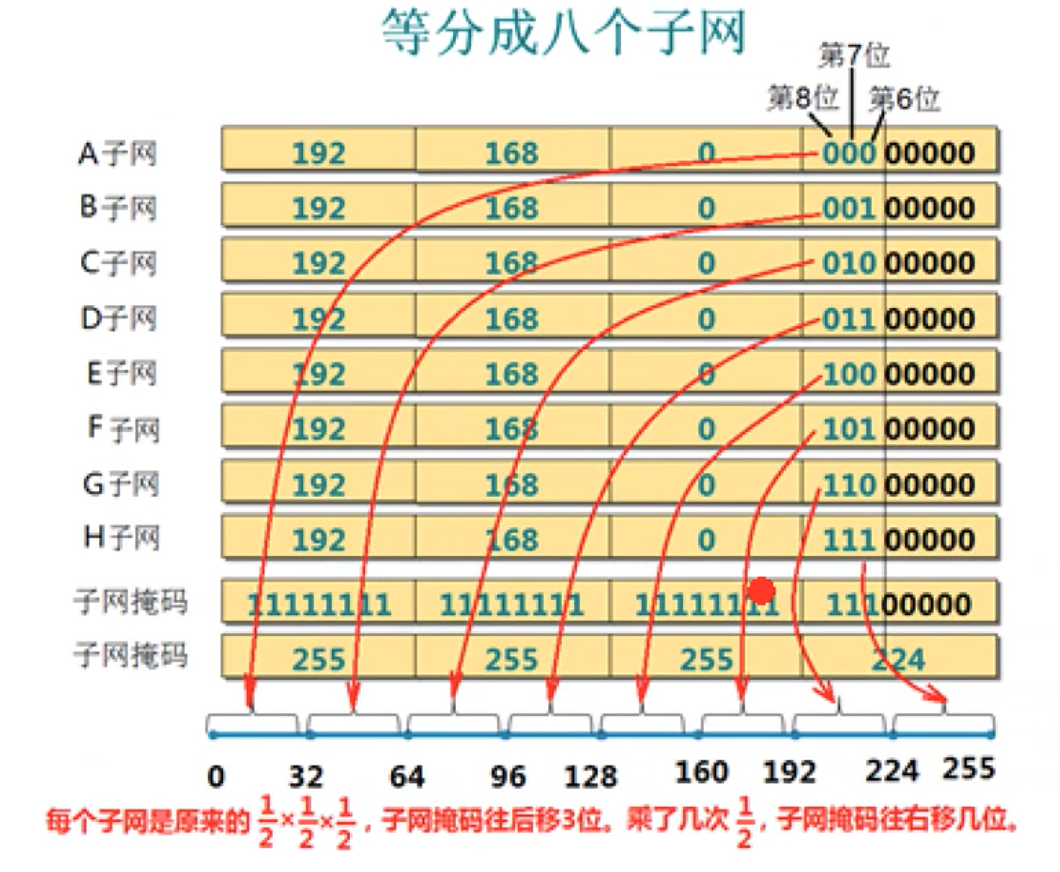 等分成八个子网
第7位
第8位 第6位
A子网 192 168 0 000 00000
B子网 192 168 0 001 00000
C子网 192 168 0 010 00000
D子网 192 168 0 011 00000
E子网 192 168 0 100 00000
F子网 192 168 0 101 00000
G子网 192 168 0 110 00000
H子网 192 168 0 111 00000
子网掩码 11111111 11111111 11111111 11100000
子网掩码 255 255 255 224
0 32 64 96 128 160 192 224 255
每个子网是原来的 1/2×1/2×1/2，子网掩码往后移3位。乘了几次 1/2，子网掩码往右移几位。